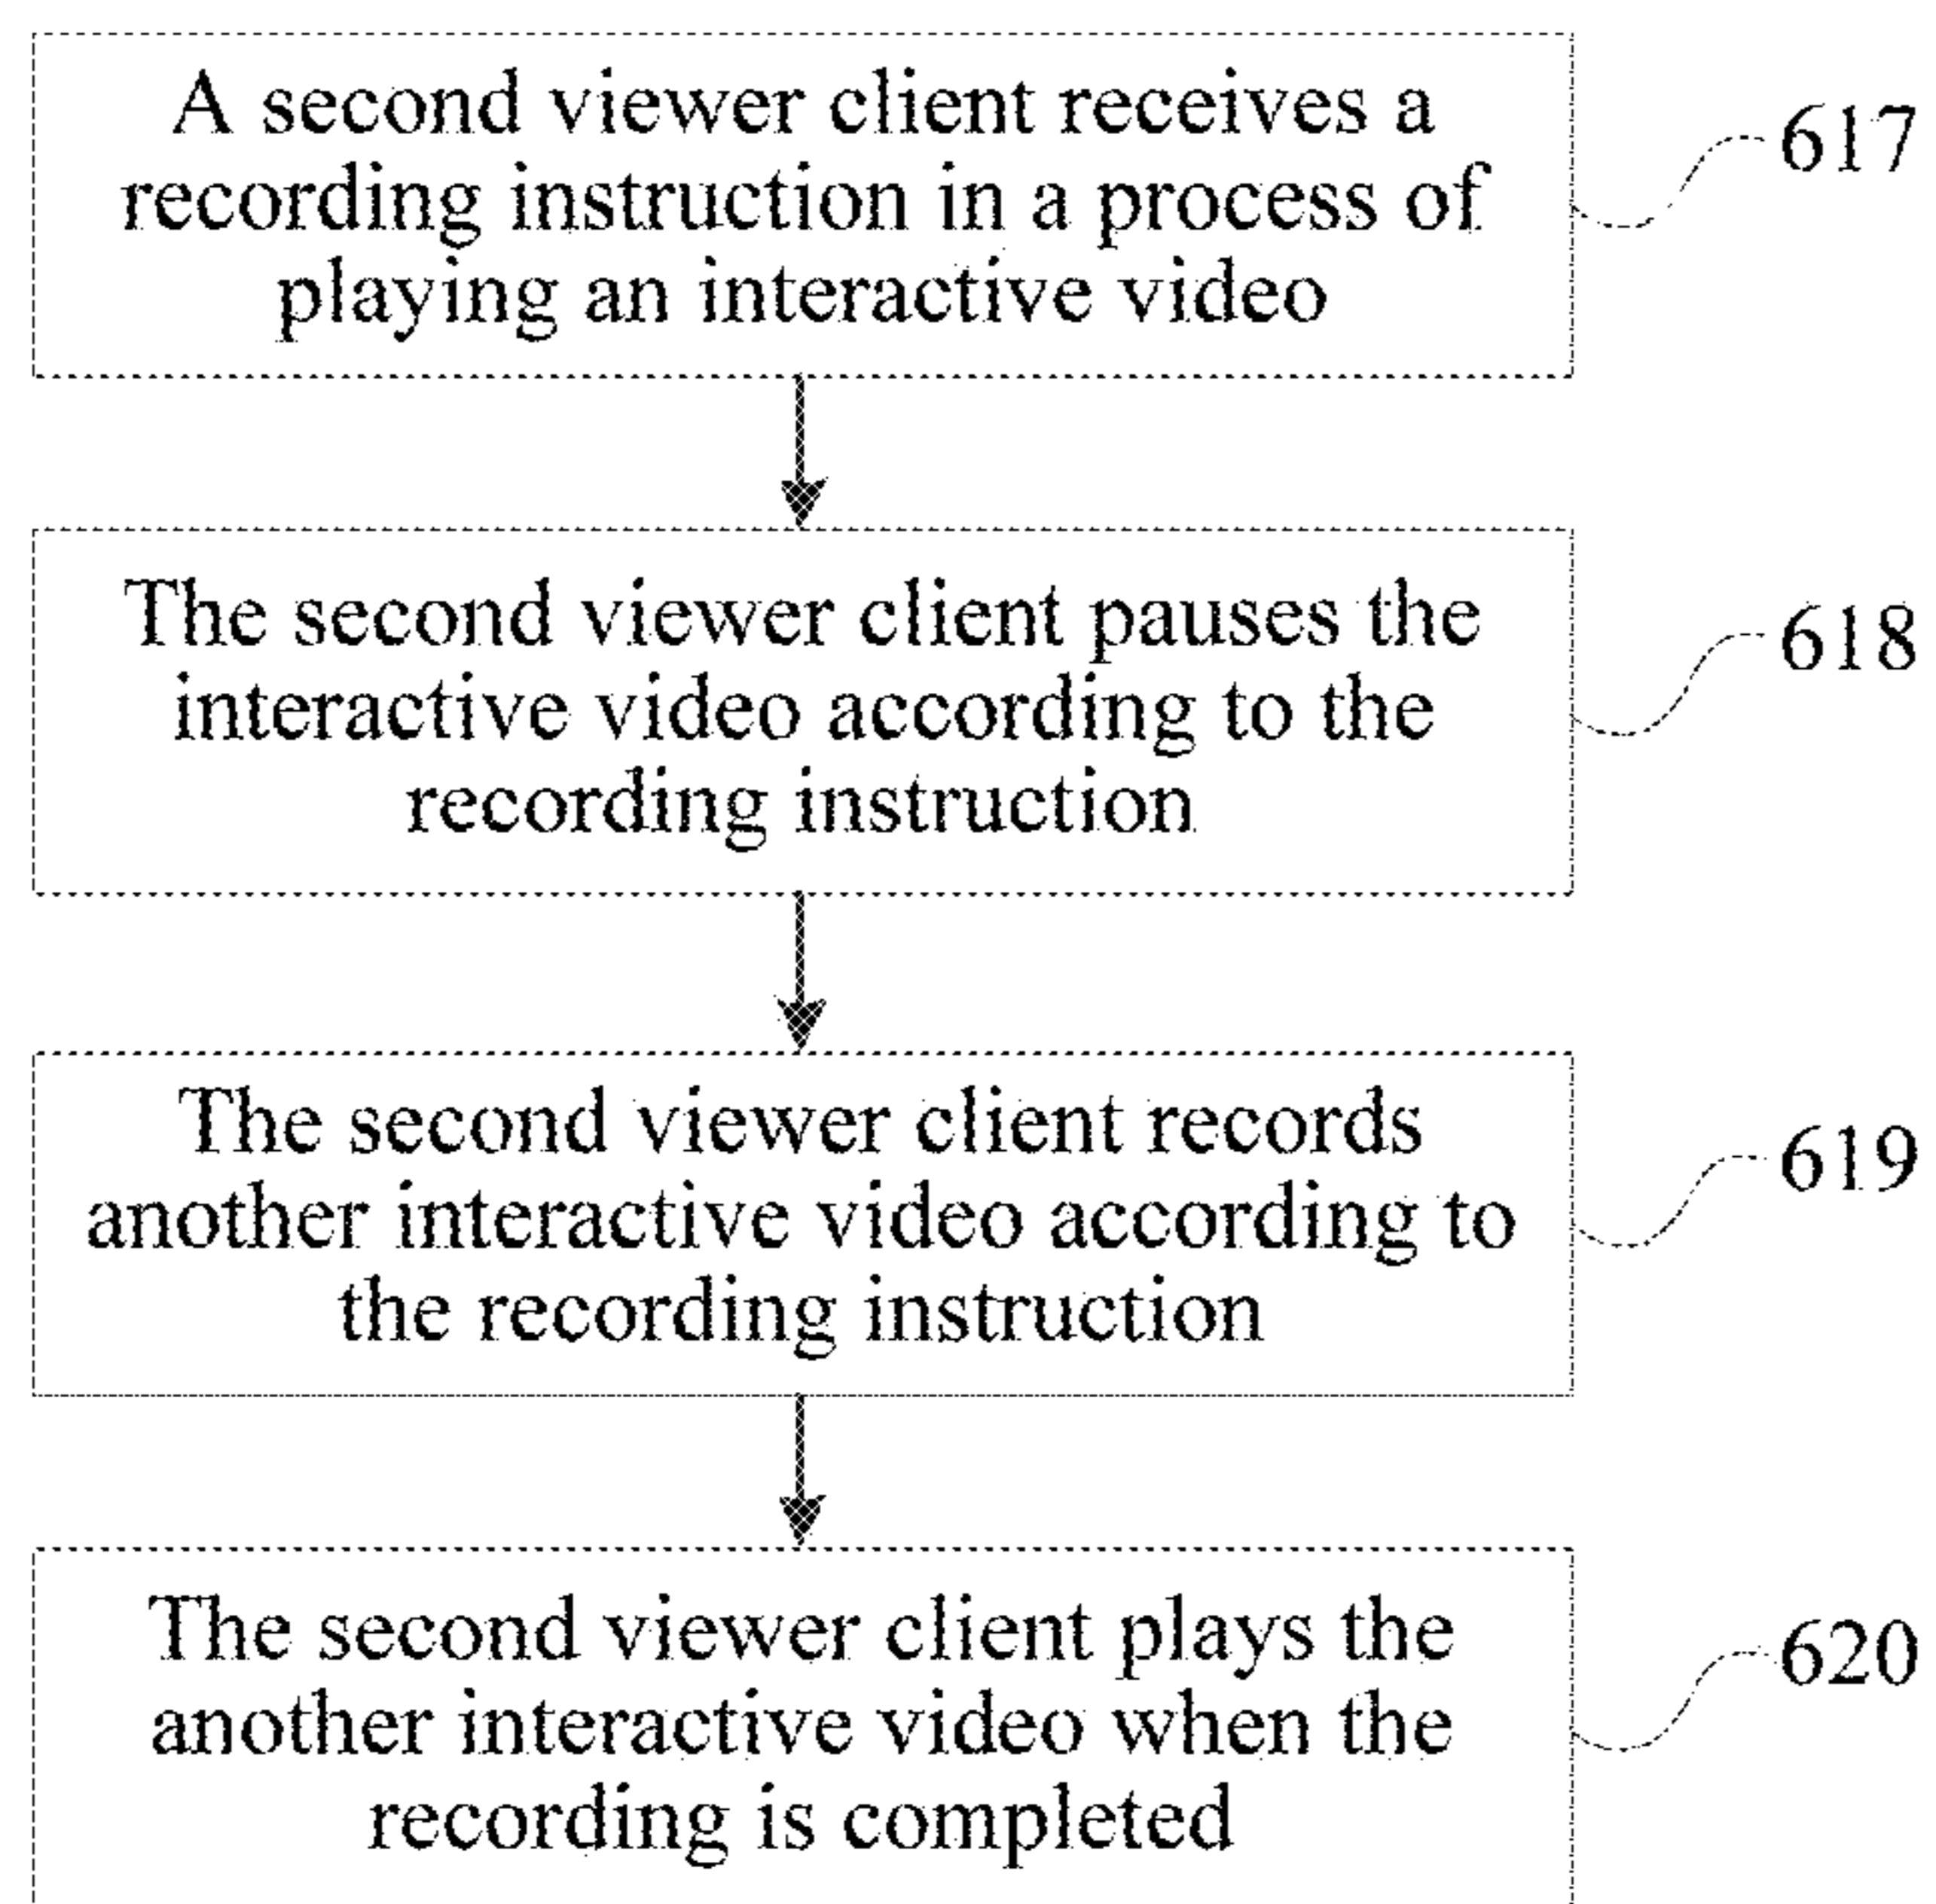 A second viewer client receives a
recording instruction in a process of
playing an interactive video
617
The second viewer client pauses the
interactive video according to the
recording instruction
618
The second viewer client records
another interactive video according to
the recording instruction
619
The second viewer client plays the
another interactive video when the
recording is completed
620